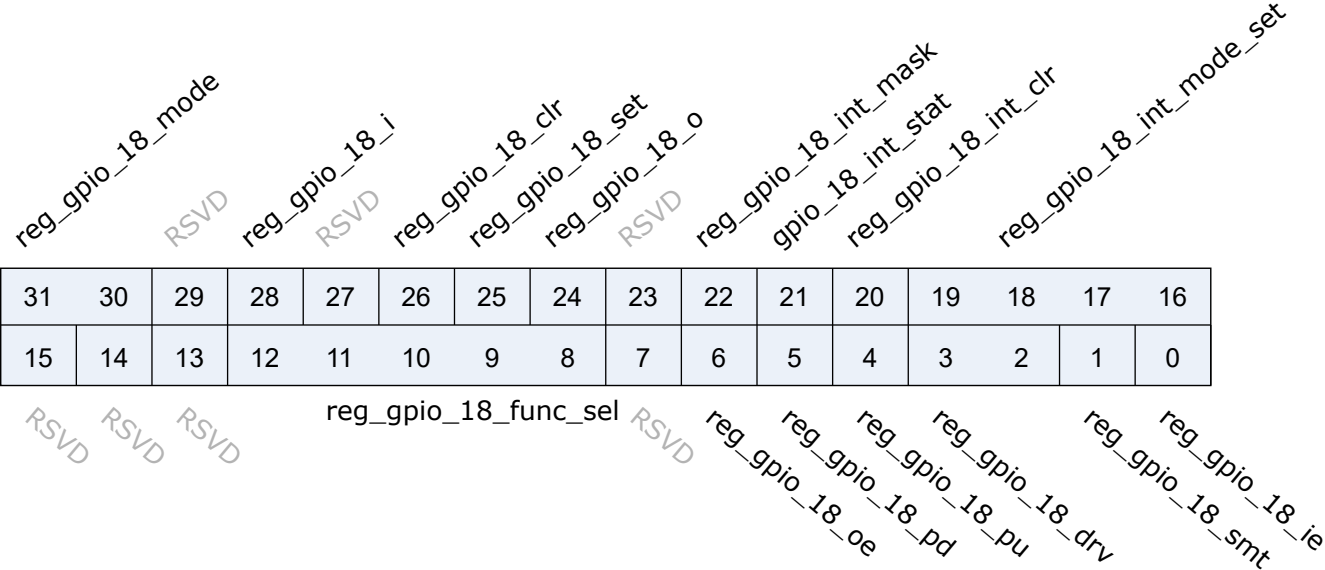 reg_gpio_18_mode
RSVD
reg_gpio_18_i
RSVD
reg_gpio_18_clr
reg_gpio_18_set
reg_gpio_18_o
RSVD
reg_gpio_18_int_mask
gpio_18_int_stat
reg_gpio_18_int_clr
reg_gpio_18_int_mode_set
31 30 29 28 27 26 25 24 23 22 21 20 19 18 17 16
15 14 13 12 11 10 9 8 7 6 5 4 3 2 1 0
RSVD
RSVD
RSVD
reg_gpio_18_func_sel
RSVD
reg_gpio_18_oe
reg_gpio_18_pd
reg_gpio_18_pu
reg_gpio_18_drv
reg_gpio_18_smt
reg_gpio_18_ie